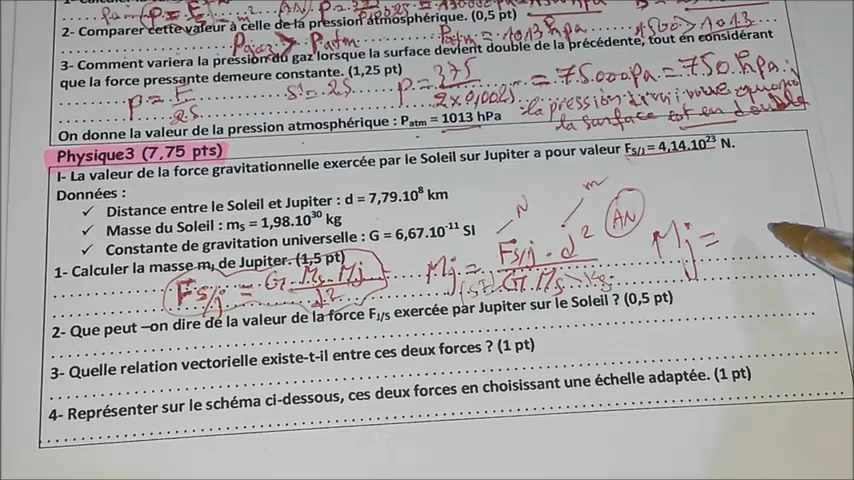 2- Comparer cette valeur à celle de la pression atmosphérique. (0,5 pt)
Pgaz > Patm Patm = 1013 hpa 1500 > 1013
3- Comment variera la pression du gaz lorsque la surface devient double de la précédente, tout en considérant
que la force pressante demeure constante. (1,25 pt)
P = F/2S S' = 2S P = 375/2x0,0025 = 75.000pa = 750 hpa.
la surface est en double
On donne la valeur de la pression atmosphérique : Patm = 1013 hPa
Physique3 (7,75 pts)
I- La valeur de la force gravitationnelle exercée par le Soleil sur Jupiter a pour valeur FS/J = 4,14.10²³ N.
Données :
✓ Distance entre le Soleil et Jupiter : d = 7,79.10⁸ km
✓ Masse du Soleil : mS = 1,98.10³⁰ kg
✓ Constante de gravitation universelle : G = 6,67.10⁻¹¹ SI
1- Calculer la masse mJ de Jupiter. (1,5 pt)
Fs/j = G.Ms.Mj/d² Mj = Fs/j . d²/G.Ms N m (SI) kg AN Mj =
2- Que peut –on dire de la valeur de la force FJ/S exercée par Jupiter sur le Soleil ? (0,5 pt)
3- Quelle relation vectorielle existe-t-il entre ces deux forces ? (1 pt)
4- Représenter sur le schéma ci-dessous, ces deux forces en choisissant une échelle adaptée. (1 pt)